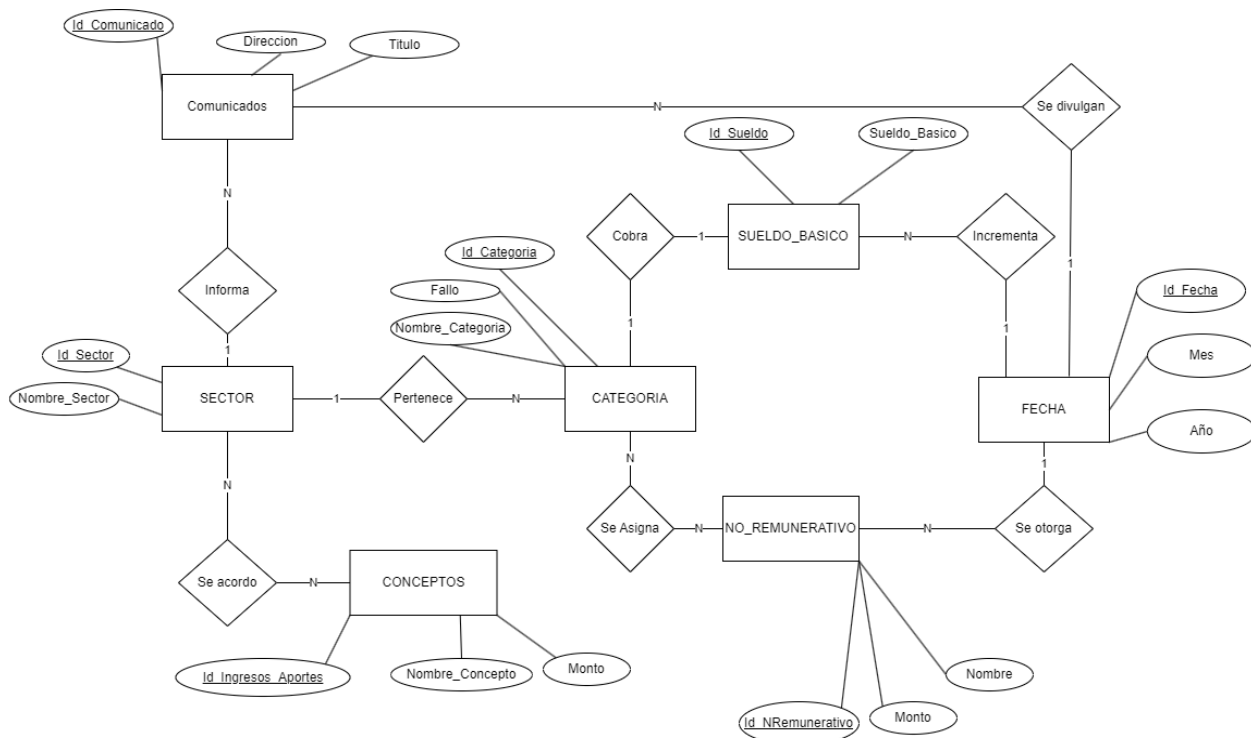 Id_Comunicado
Direccion
Titulo
Comunicados
N
Se divulgan
Id_Sueldo
Sueldo_Basico
N
Cobra
1
SUELDO_BASICO
N
Incrementa
Id_Categoria
1
Informa
Fallo
Id_Fecha
Nombre_Categoria
1
1
1
Id_Sector
Mes
Nombre_Sector
SECTOR
1
Pertenece
N
CATEGORIA
FECHA
Año
N
1
N
Se Asigna
N
NO_REMUNERATIVO
N
Se otorga
Se acordo
N
CONCEPTOS
Id_Ingresos_Aportes
Nombre_Concepto
Monto
Nombre
Id_NRemunerativo
Monto